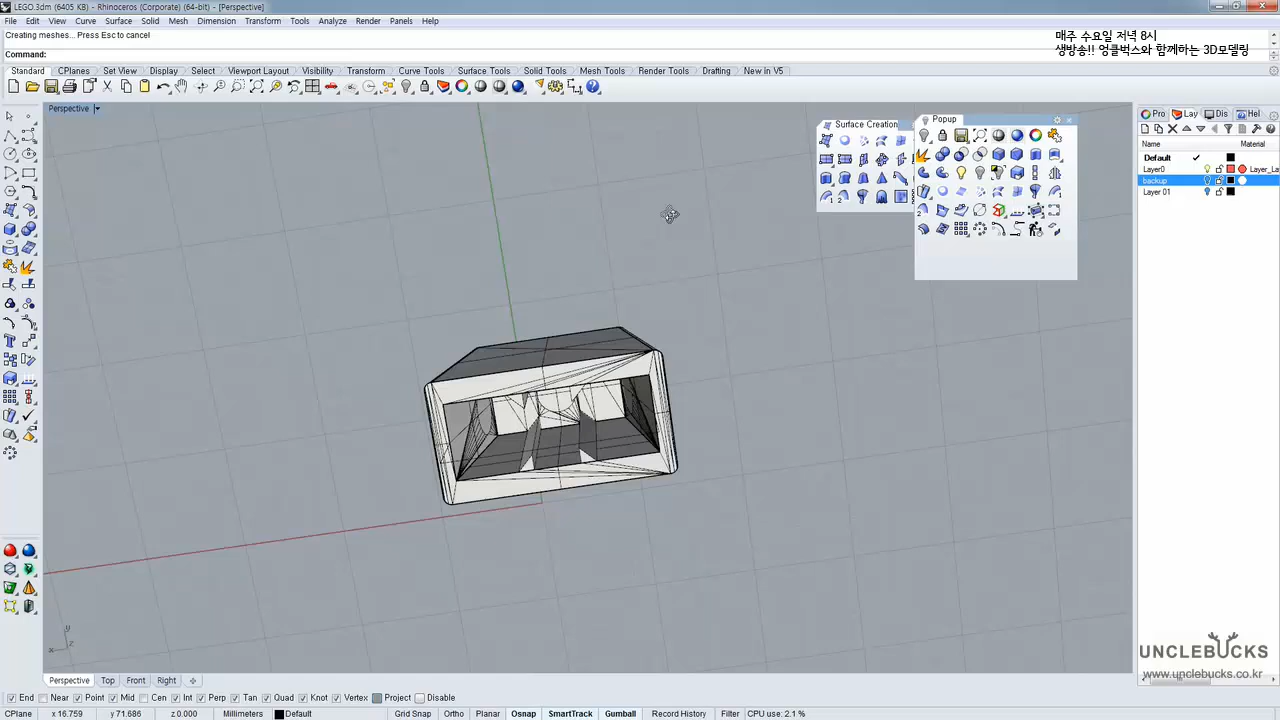 LEGO.3dm (6405 KB) - Rhinoceros (Corporate) (64-bit) - [Perspective]
File Edit View Curve Surface Solid Mesh Dimension Transform Tools Analyze Render Panels Help
Creating meshes... Press Esc to cancel
매주 수요일 저녁 8시
생방송!! 엉클벅스와 함께하는 3D모델링
Command:
Standard CPlanes Set View Display Select Viewport Layout Visibility Transform Curve Tools Surface Tools Solid Tools Mesh Tools Render Tools Drafting New in V5
Perspective
Surface Creation
Popup
Pro Lay Dis Hel
Name Material
Default
Layer0 Layer_La
backup
Layer 01
y
z
x
UNCLEBUCKS
www.unclebucks.co.kr
Perspective Top Front Right
End Near Point Mid Cen Int Perp Tan Quad Knot Vertex Project Disable
CPlane x 16.759 y 71.686 z 0.000 Millimeters Default Grid Snap Ortho Planar Osnap SmartTrack Gumball Record History Filter CPU use: 2.1 %